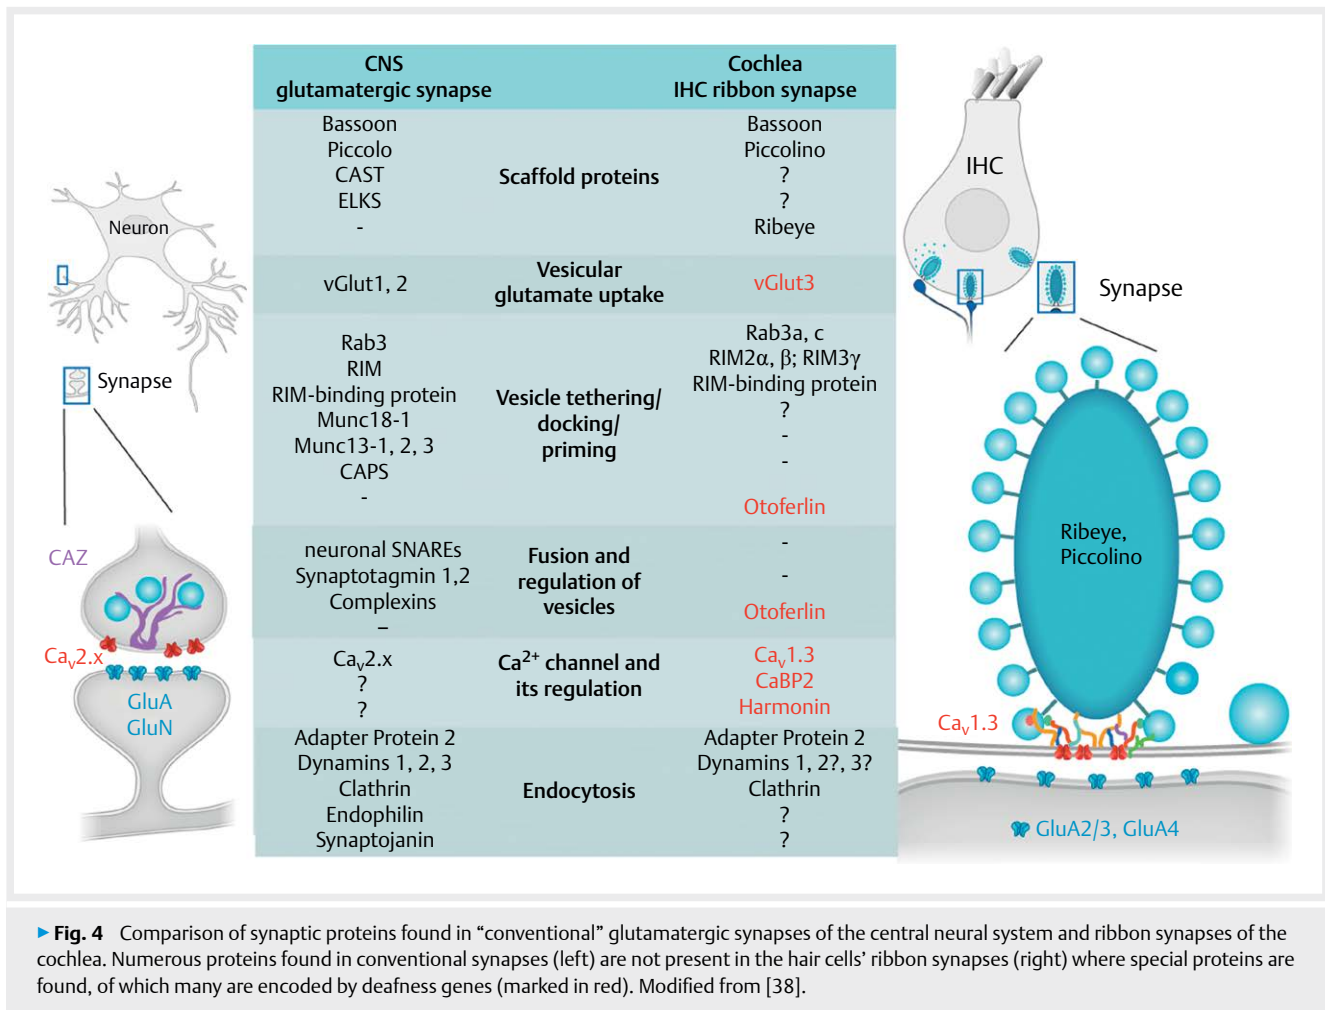 CNS
glutamatergic synapse
Cochlea
IHC ribbon synapse
Bassoon
Piccolo
CAST
ELKS
-
Scaffold proteins
Bassoon
Piccolino
?
?
Ribeye
vGlut1, 2
Vesicular
glutamate uptake
vGlut3
Rab3
RIM
RIM-binding protein
Munc18-1
Munc13-1, 2, 3
CAPS
-
Vesicle tethering/
docking/
priming
Rab3a, c
RIM2α, β; RIM3γ
RIM-binding protein
?
-
-
Otoferlin
neuronal SNAREs
Synaptotagmin 1,2
Complexins
–
Fusion and
regulation of
vesicles
-
-
Otoferlin
Cav2.x
?
?
Ca2+ channel and
its regulation
Cav1.3
CaBP2
Harmonin
Adapter Protein 2
Dynamins 1, 2, 3
Clathrin
Endophilin
Synaptojanin
Endocytosis
Adapter Protein 2
Dynamins 1, 2?, 3?
Clathrin
?
?
Neuron
Synapse
CAZ
Cav2.x
GluA
GluN
IHC
Synapse
Ribeye,
Piccolino
Cav1.3
GluA2/3, GluA4
▶ Fig. 4 Comparison of synaptic proteins found in “conventional” glutamatergic synapses of the central neural system and ribbon synapses of the
cochlea. Numerous proteins found in conventional synapses (left) are not present in the hair cells’ ribbon synapses (right) where special proteins are
found, of which many are encoded by deafness genes (marked in red). Modified from [38].